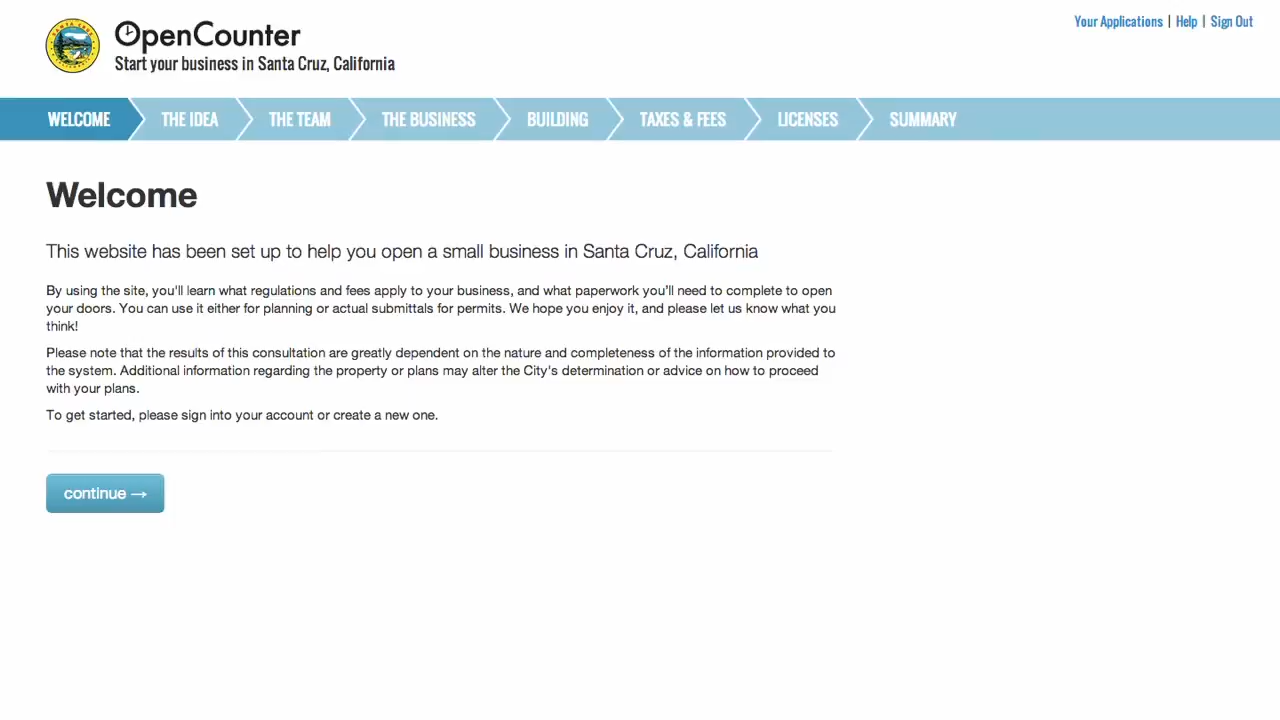 OpenCounter
Start your business in Santa Cruz, California
Your Applications | Help | Sign Out
WELCOME THE IDEA THE TEAM THE BUSINESS BUILDING TAXES & FEES LICENSES SUMMARY
Welcome
This website has been set up to help you open a small business in Santa Cruz, California
By using the site, you'll learn what regulations and fees apply to your business, and what paperwork you'll need to complete to open
your doors. You can use it either for planning or actual submittals for permits. We hope you enjoy it, and please let us know what you
think!
Please note that the results of this consultation are greatly dependent on the nature and completeness of the information provided to
the system. Additional information regarding the property or plans may alter the City's determination or advice on how to proceed
with your plans.
To get started, please sign into your account or create a new one.
continue →